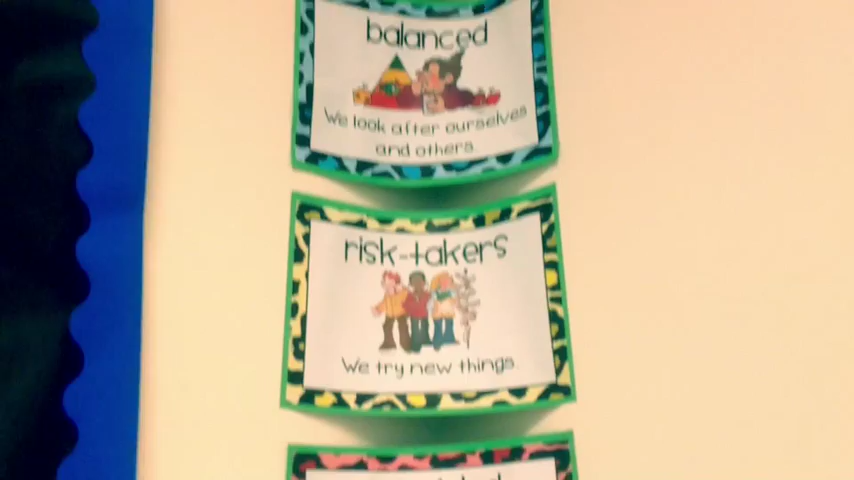 balanced
We look after ourselves
and others.
risk-takers
We try new things.